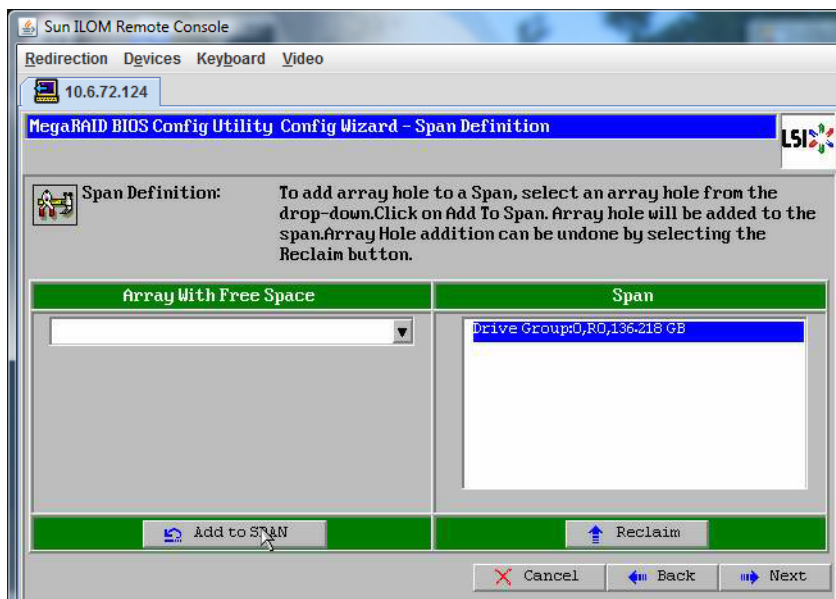 Sun ILOM Remote Console
Redirection Devices Keyboard Video
10.6.72.124
MegaRAID BIOS Config Utility Config Wizard - Span Definition
LSI
Span Definition:
To add array hole to a Span, select an array hole from the
drop-down.Click on Add To Span. Array hole will be added to the
span.Array Hole addition can be undone by selecting the
Reclaim button.
Array With Free Space
Span
Drive Group:0,R0,136.218 GB
Add to SPAN
Reclaim
Cancel
Back
Next